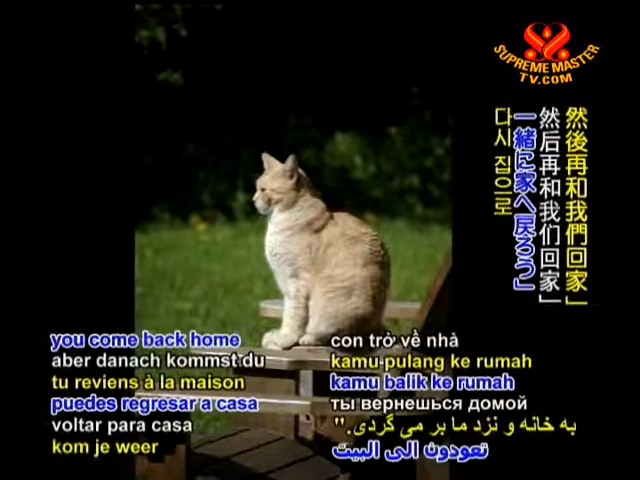 SUPREME MASTER
TV.COM
然後再和我們回家」
然后再和我们回家」
一緒に家へ戻ろう」
다시 집으로
you come back home
aber danach kommst du
tu reviens à la maison
puedes regresar a casa
voltar para casa
kom je weer
con trở về nhà
kamu pulang ke rumah
kamu balik ke rumah
ты вернешься домой
به خانه و نزد ما بر می گردی."
تعودون الى البيت